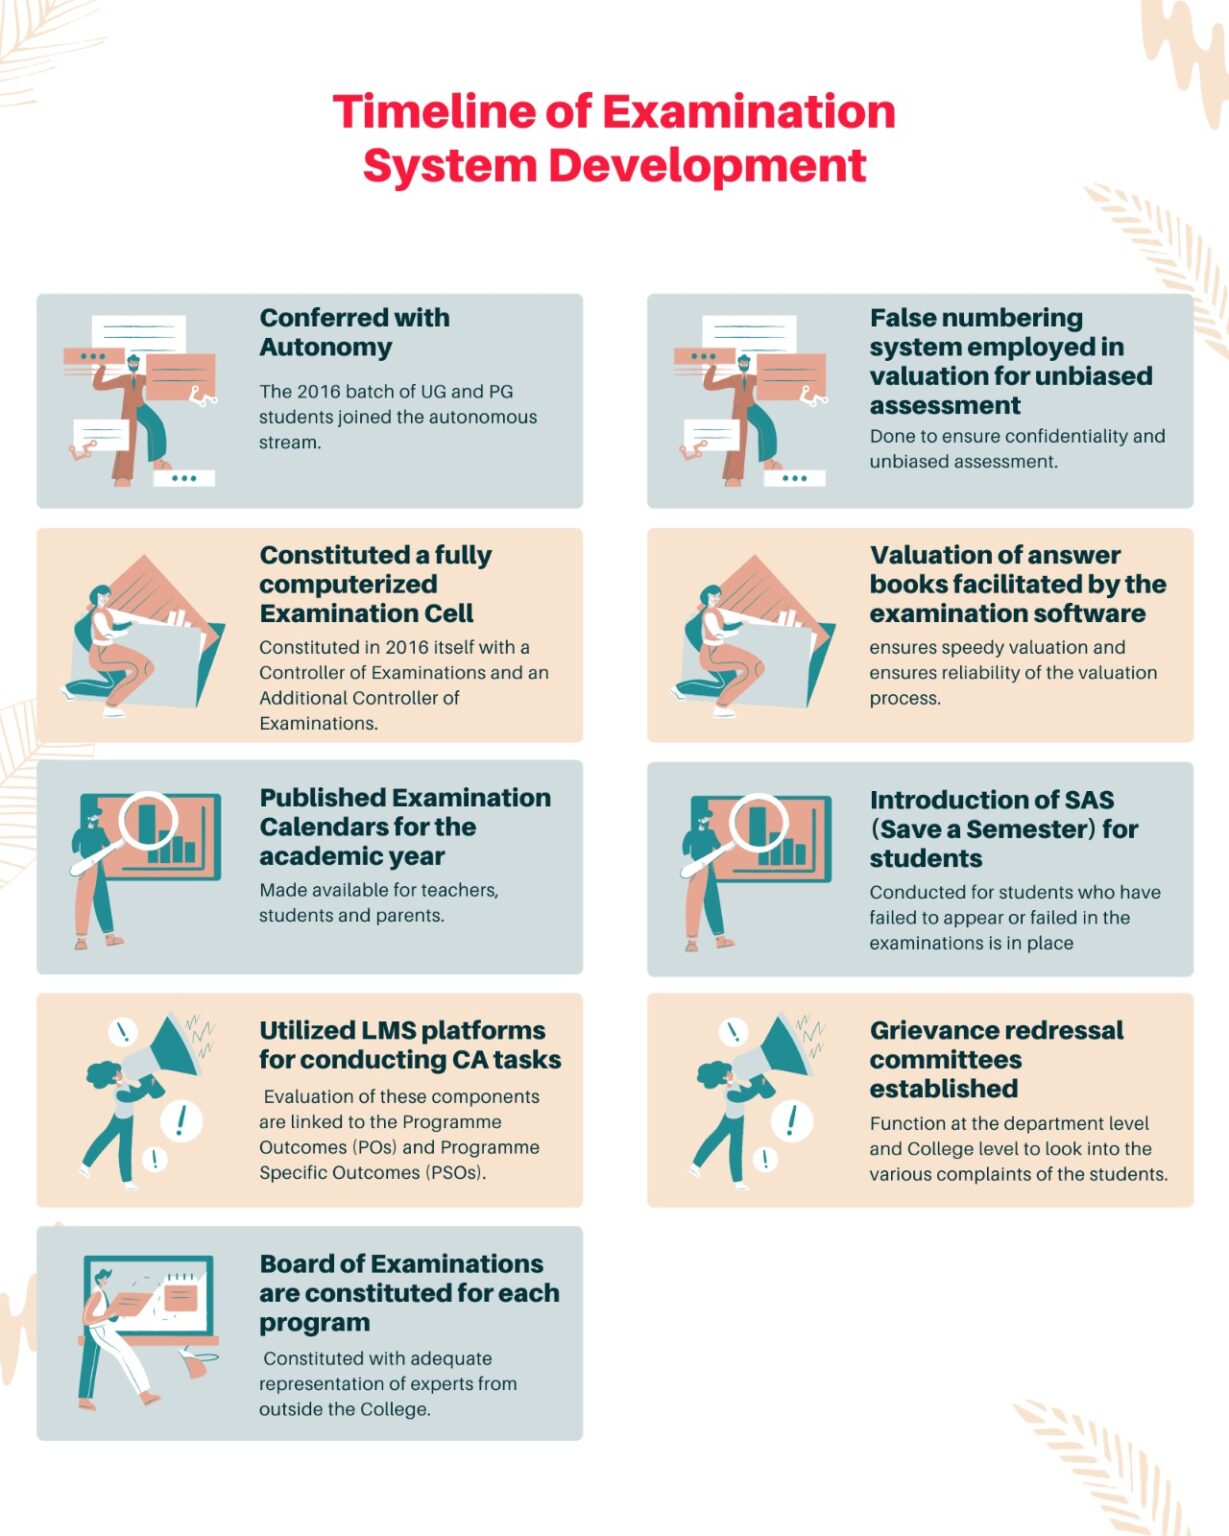 Timeline of Examination
System Development
Conferred with
Autonomy
The 2016 batch of UG and PG
students joined the autonomous
stream.
Constituted a fully
computerized
Examination Cell
Constituted in 2016 itself with a
Controller of Examinations and an
Additional Controller of
Examinations.
Published Examination
Calendars for the
academic year
Made available for teachers,
students and parents.
Utilized LMS platforms
for conducting CA tasks
Evaluation of these components
are linked to the Programme
Outcomes (POs) and Programme
Specific Outcomes (PSOs).
Board of Examinations
are constituted for each
program
Constituted with adequate
representation of experts from
outside the College.
False numbering
system employed in
valuation for unbiased
assessment
Done to ensure confidentiality and
unbiased assessment.
Valuation of answer
books facilitated by the
examination software
ensures speedy valuation and
ensures reliability of the valuation
process.
Introduction of SAS
(Save a Semester) for
students
Conducted for students who have
failed to appear or failed in the
examinations is in place
Grievance redressal
committees
established
Function at the department level
and College level to look into the
various complaints of the students.